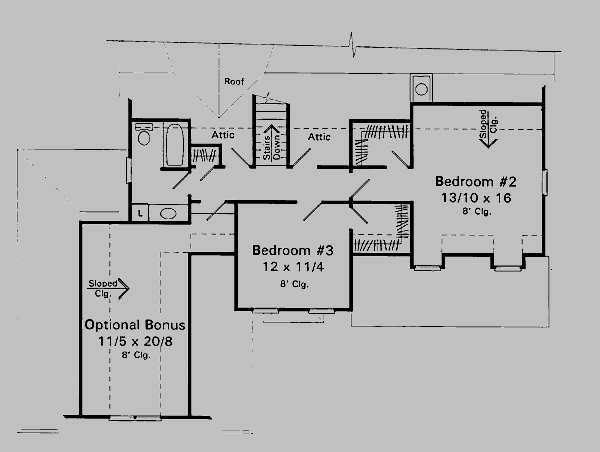 Roof
Attic
Attic
Stairs
Down
Sloped
Clg.
Bedroom #2
13/10 x 16
8' Clg.
L
Bedroom #3
12 x 11/4
8' Clg.
Sloped
Clg.
Optional Bonus
11/5 x 20/8
8' Clg.